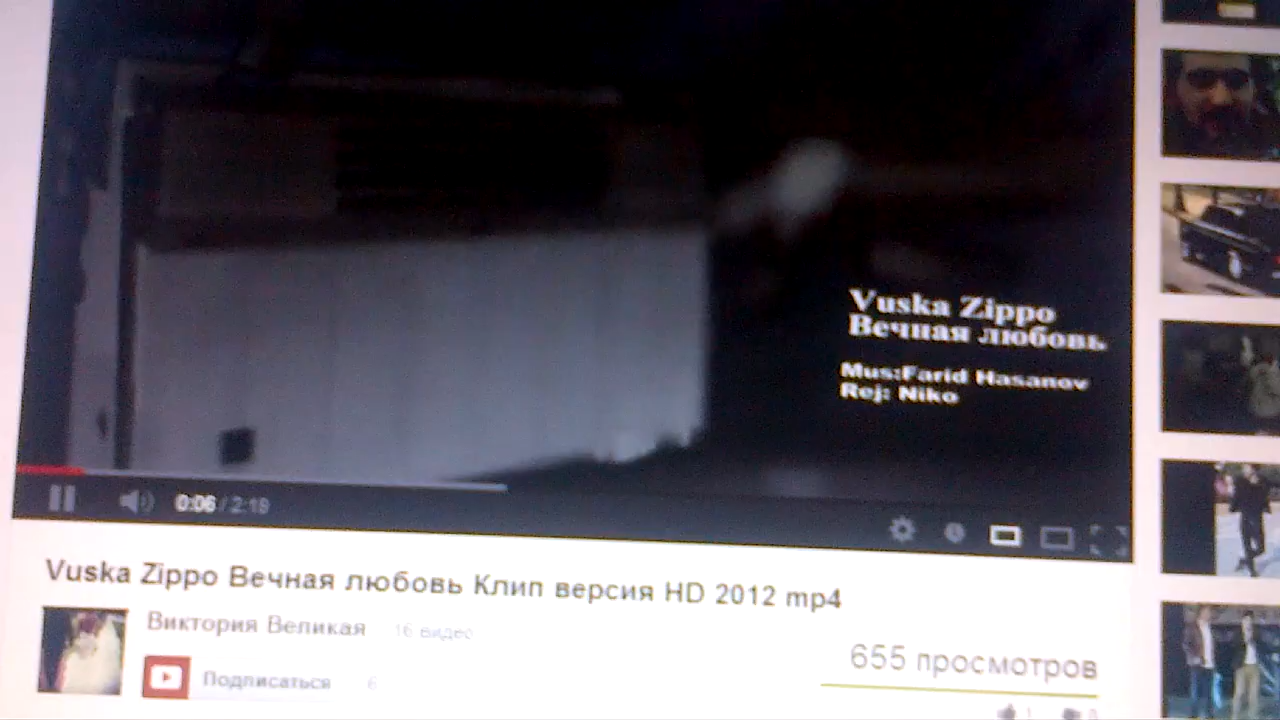 Vuska Zippo
Вечная любовь
Mus:Farid Hasanov
Rej: Niko
0:06 / 2:19
Vuska Zippo Вечная любовь Клип версия HD 2012 mp4
Виктория Великая 16 видео
655 просмотров
Подписаться 6